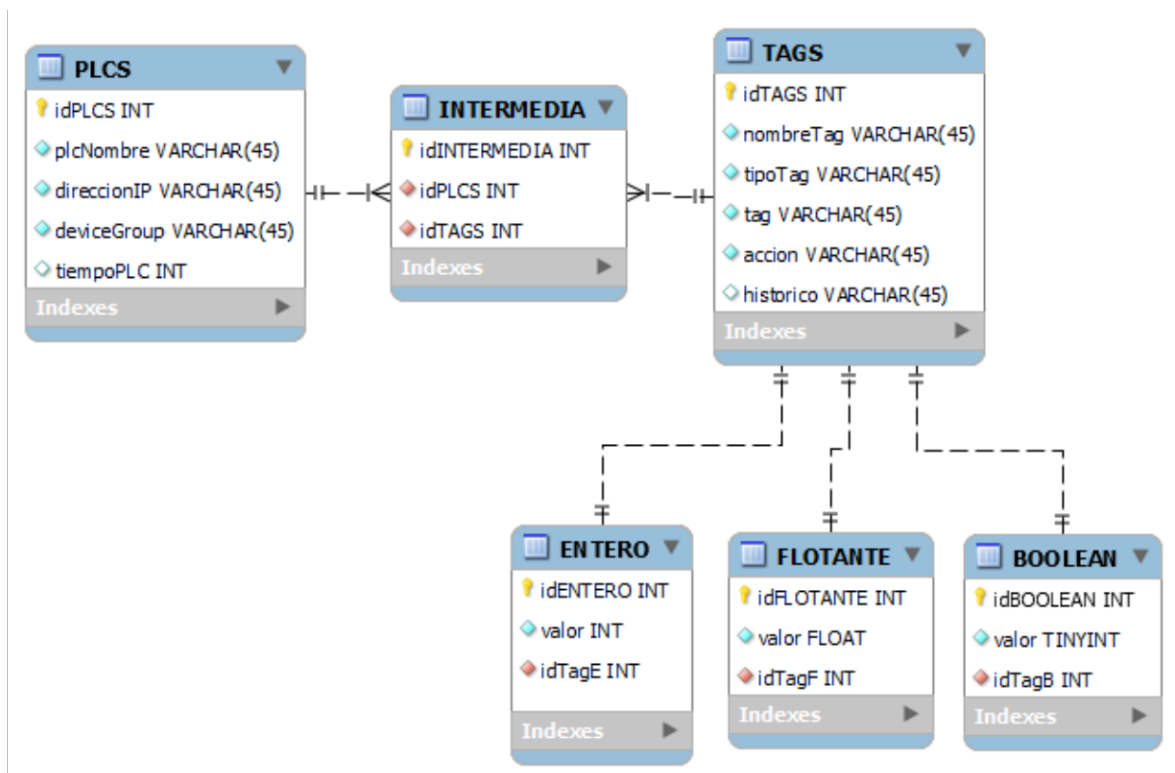 PLCS
idPLCS INT
plcNombre VARCHAR(45)
direccionIP VARCHAR(45)
deviceGroup VARCHAR(45)
tiempoPLC INT
Indexes
INTERMEDIA
idINTERMEDIA INT
idPLCS INT
idTAGS INT
Indexes
TAGS
idTAGS INT
nombreTag VARCHAR(45)
tipoTag VARCHAR(45)
tag VARCHAR(45)
accion VARCHAR(45)
historico VARCHAR(45)
Indexes
ENTERO
idENTERO INT
valor INT
idTagE INT
Indexes
FLOTANTE
idFLOTANTE INT
valor FLOAT
idTagF INT
Indexes
BOOLEAN
idBOOLEAN INT
valor TINYINT
idTagB INT
Indexes